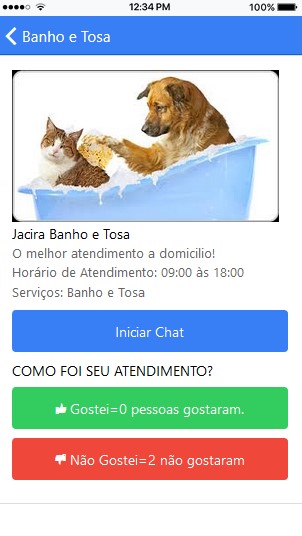 12:34 PM 100%
Banho e Tosa
Jacira Banho e Tosa
O melhor atendimento a domicilio!
Horário de Atendimento: 09:00 às 18:00
Serviços: Banho e Tosa
Iniciar Chat
COMO FOI SEU ATENDIMENTO?
Gostei=0 pessoas gostaram.
Não Gostei=2 não gostaram